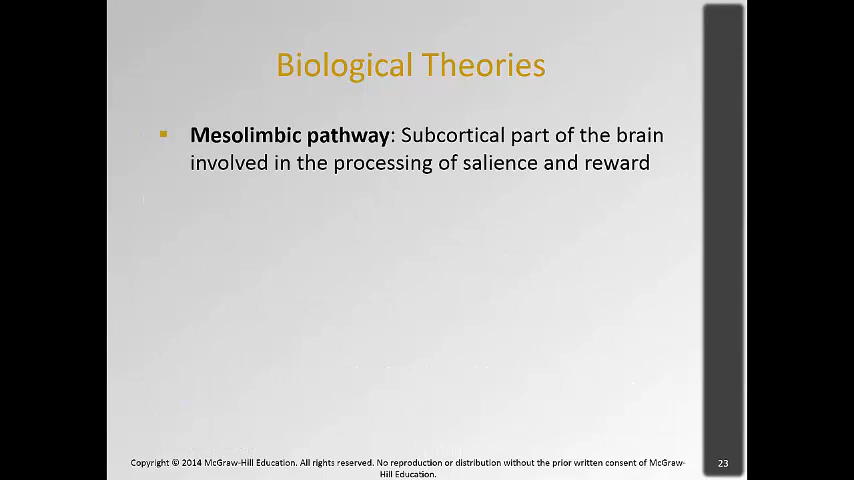 Biological Theories
▪ Mesolimbic pathway: Subcortical part of the brain
involved in the processing of salience and reward
Copyright © 2014 McGraw-Hill Education. All rights reserved. No reproduction or distribution without the prior written consent of McGraw-
Hill Education.
23